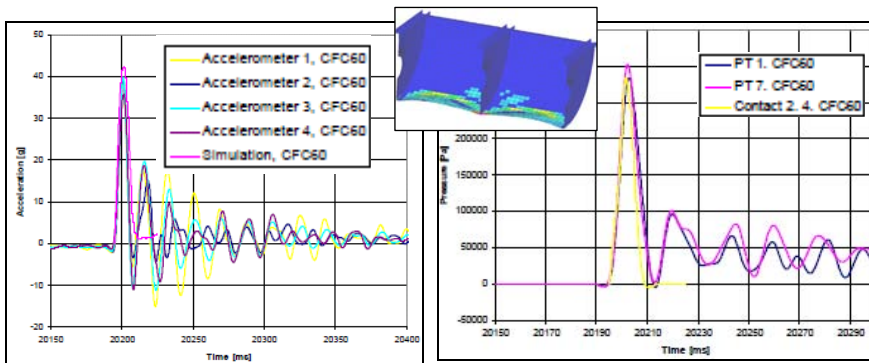 50
40
30
20
10
0
-10
-20
Acceleration [g]
Accelerometer 1, CFC60
Accelerometer 2, CFC60
Accelerometer 3, CFC60
Accelerometer 4, CFC60
Simulation, CFC60
20150 20200 20250 20300 20350 20400
Time [ms]
PT 1. CFC60
PT 7. CFC60
Contact 2. 4. CFC60
200000
150000
100000
50000
0
-50000
Pressure [Pa]
20150 20170 20190 20210 20230 20250 20270 20290
Time [ms]